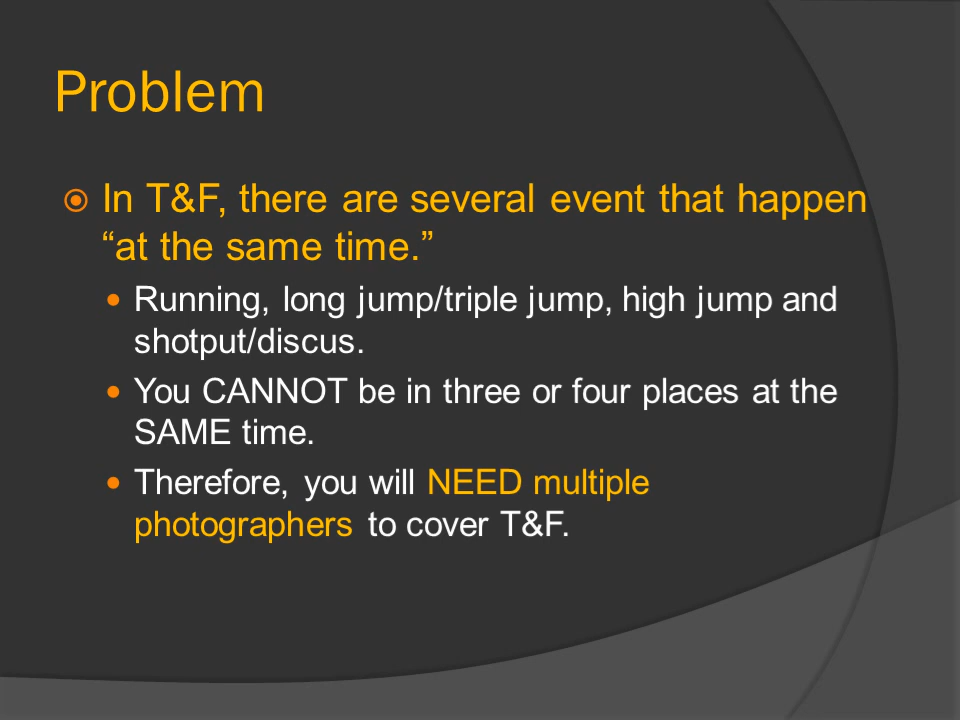 Problem
In T&F, there are several event that happen
“at the same time.”
Running, long jump/triple jump, high jump and
shotput/discus.
You CANNOT be in three or four places at the
SAME time.
Therefore, you will NEED multiple
photographers to cover T&F.